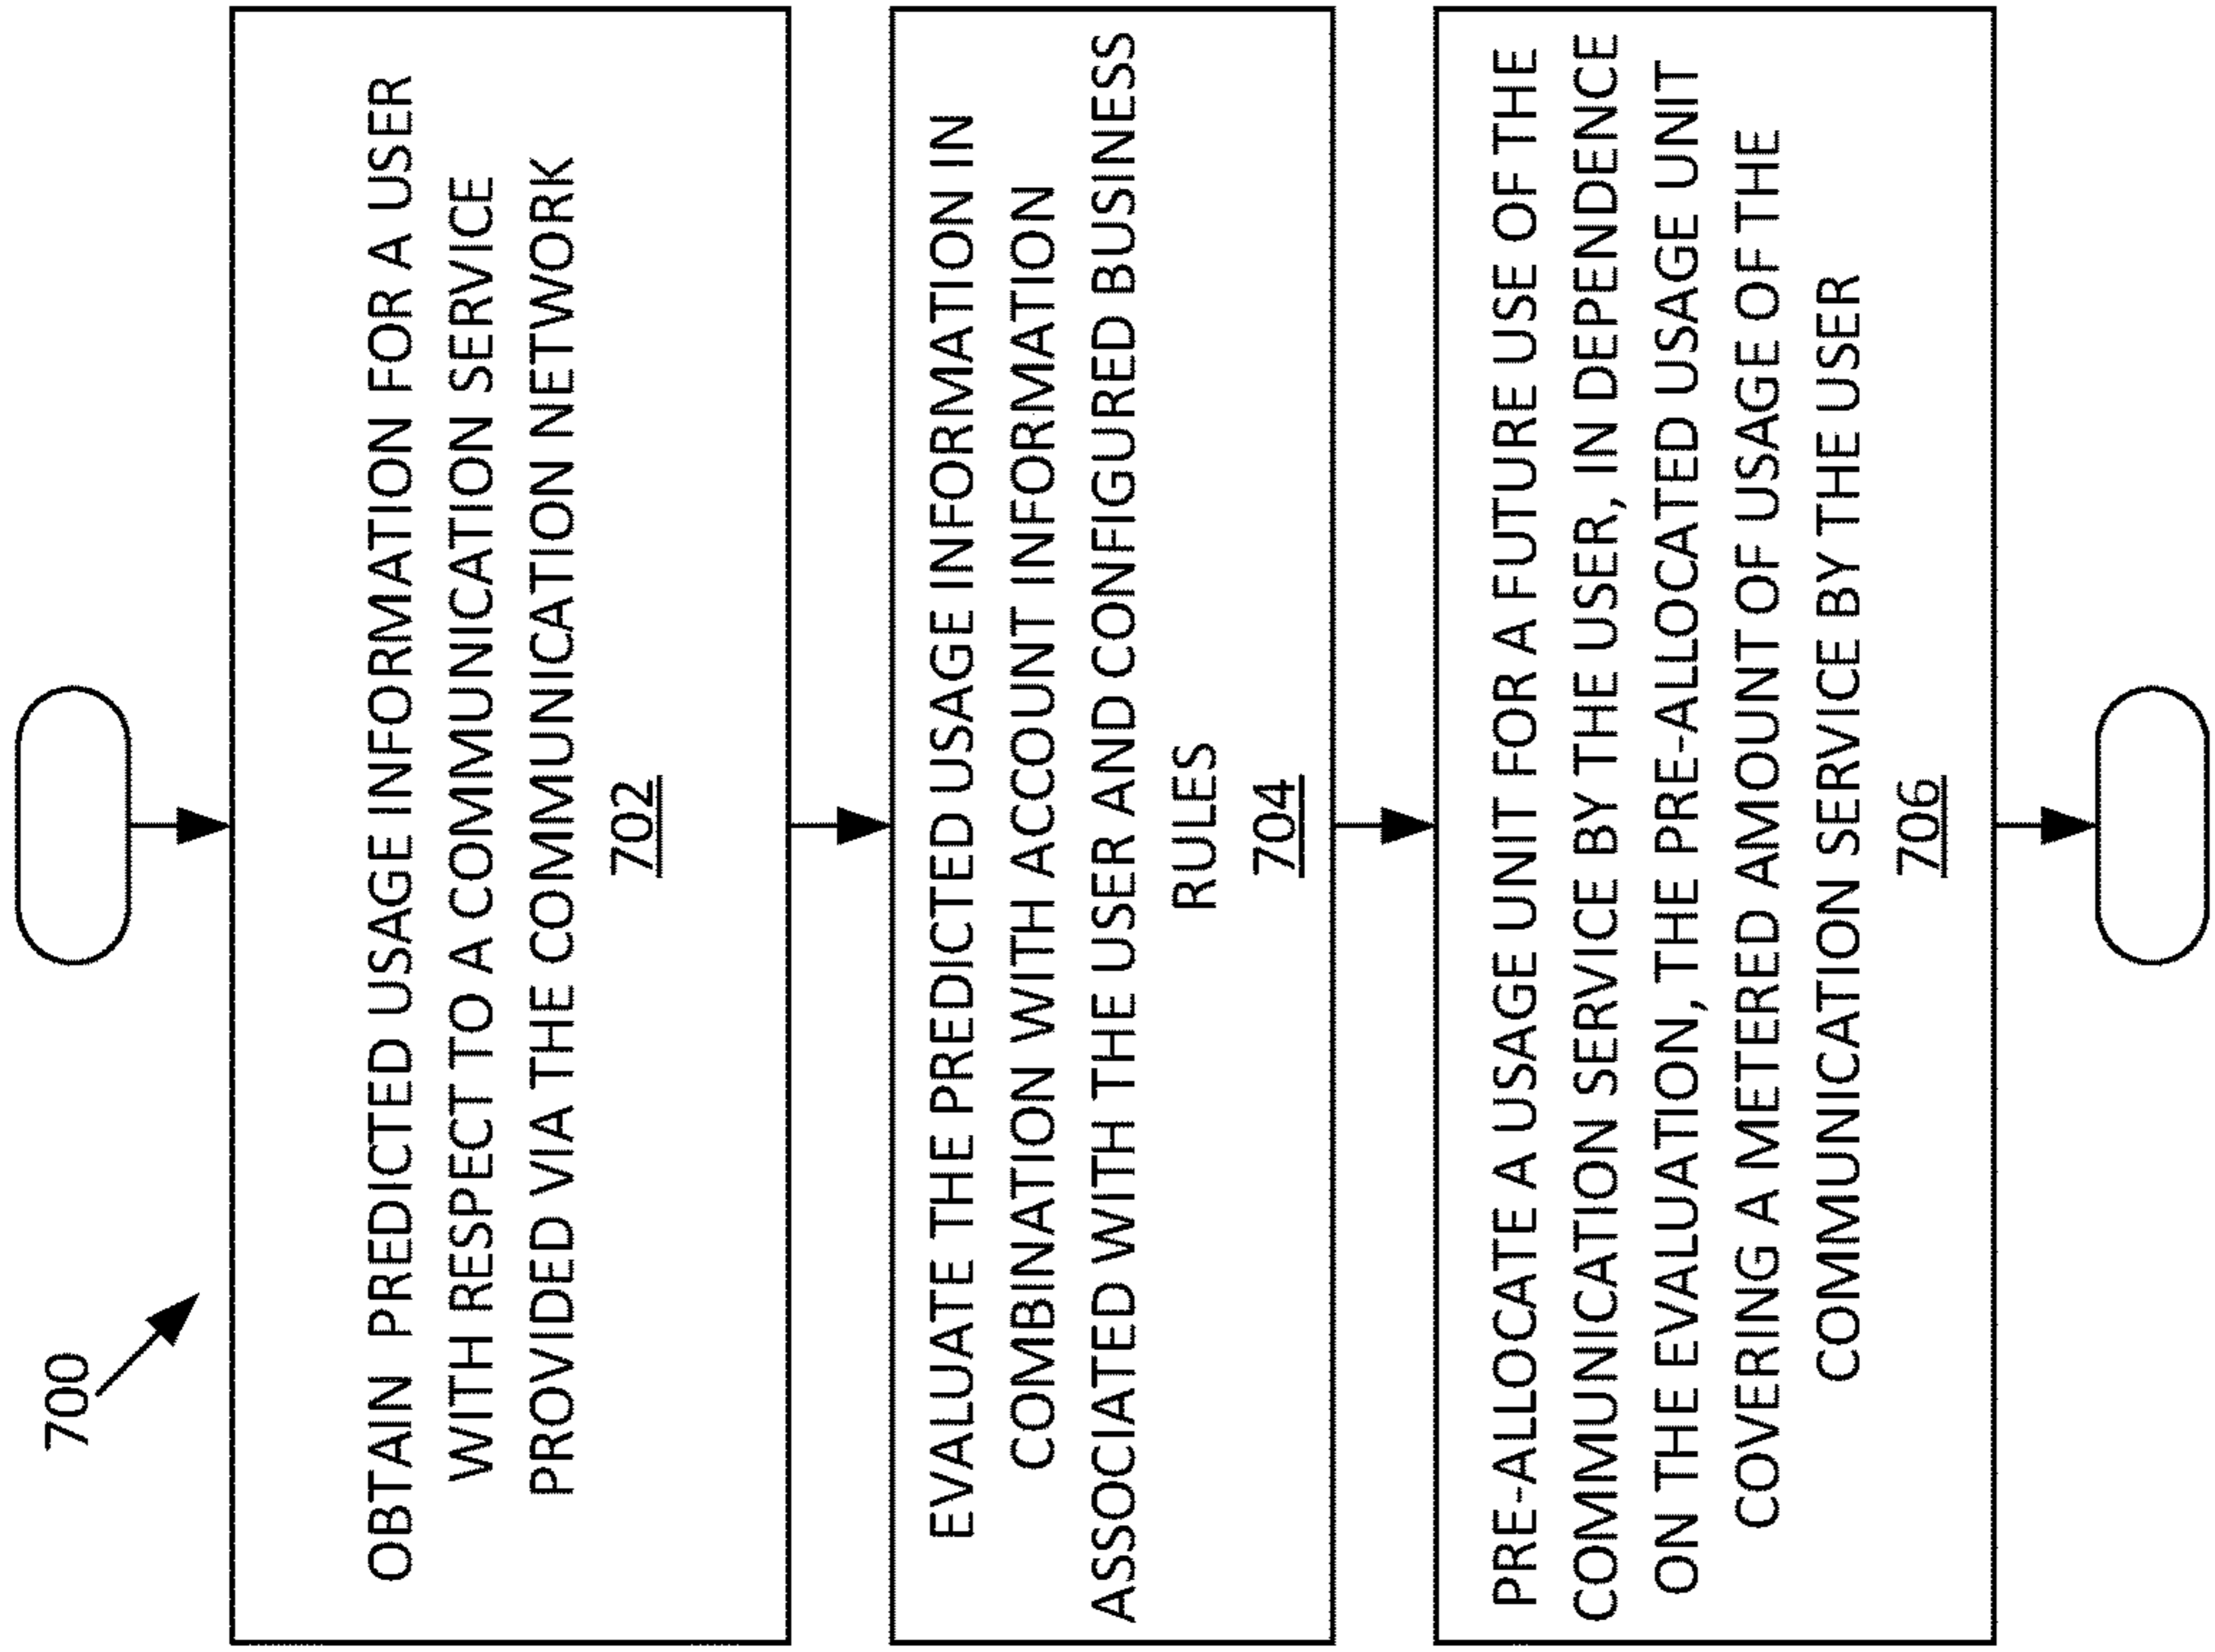 700
OBTAIN PREDICTED USAGE INFORMATION FOR A USER
WITH RESPECT TO A COMMUNICATION SERVICE
PROVIDED VIA THE COMMUNICATION NETWORK
702
EVALUATE THE PREDICTED USAGE INFORMATION IN
COMBINATION WITH ACCOUNT INFORMATION
ASSOCIATED WITH THE USER AND CONFIGURED BUSINESS
RULES
704
PRE-ALLOCATE A USAGE UNIT FOR A FUTURE USE OF THE
COMMUNICATION SERVICE BY THE USER, IN DEPENDENCE
ON THE EVALUATION, THE PRE-ALLOCATED USAGE UNIT
COVERING A METERED AMOUNT OF USAGE OF THE
COMMUNICATION SERVICE BY THE USER
706